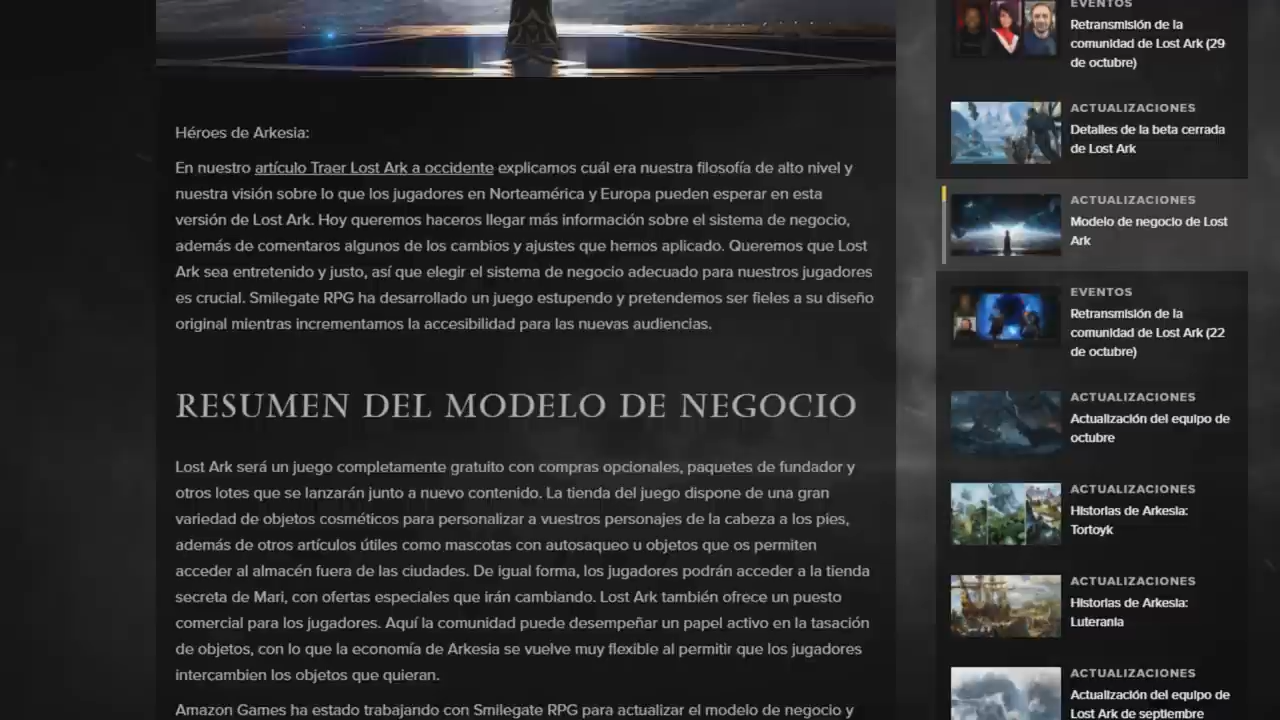 Héroes de Arkesia:
En nuestro artículo Traer Lost Ark a occidente explicamos cuál era nuestra filosofía de alto nivel y
nuestra visión sobre lo que los jugadores en Norteamérica y Europa pueden esperar en esta
versión de Lost Ark. Hoy queremos haceros llegar más información sobre el sistema de negocio,
además de comentaros algunos de los cambios y ajustes que hemos aplicado. Queremos que Lost
Ark sea entretenido y justo, así que elegir el sistema de negocio adecuado para nuestros jugadores
es crucial. Smilegate RPG ha desarrollado un juego estupendo y pretendemos ser fieles a su diseño
original mientras incrementamos la accesibilidad para las nuevas audiencias.
RESUMEN DEL MODELO DE NEGOCIO
Lost Ark será un juego completamente gratuito con compras opcionales, paquetes de fundador y
otros lotes que se lanzarán junto a nuevo contenido. La tienda del juego dispone de una gran
variedad de objetos cosméticos para personalizar a vuestros personajes de la cabeza a los pies,
además de otros artículos útiles como mascotas con autosaqueo u objetos que os permiten
acceder al almacén fuera de las ciudades. De igual forma, los jugadores podrán acceder a la tienda
secreta de Mari, con ofertas especiales que irán cambiando. Lost Ark también ofrece un puesto
comercial para los jugadores. Aquí la comunidad puede desempeñar un papel activo en la tasación
de objetos, con lo que la economía de Arkesia se vuelve muy flexible al permitir que los jugadores
intercambien los objetos que quieran.
Amazon Games ha estado trabajando con Smilegate RPG para actualizar el modelo de negocio y
EVENTOS
Retransmisión de la
comunidad de Lost Ark (29
de octubre)
ACTUALIZACIONES
Detalles de la beta cerrada
de Lost Ark
ACTUALIZACIONES
Modelo de negocio de Lost
Ark
EVENTOS
Retransmisión de la
comunidad de Lost Ark (22
de octubre)
ACTUALIZACIONES
Actualización del equipo de
octubre
ACTUALIZACIONES
Historias de Arkesia:
Tortoyk
ACTUALIZACIONES
Historias de Arkesia:
Luterania
ACTUALIZACIONES
Actualización del equipo de
Lost Ark de septiembre